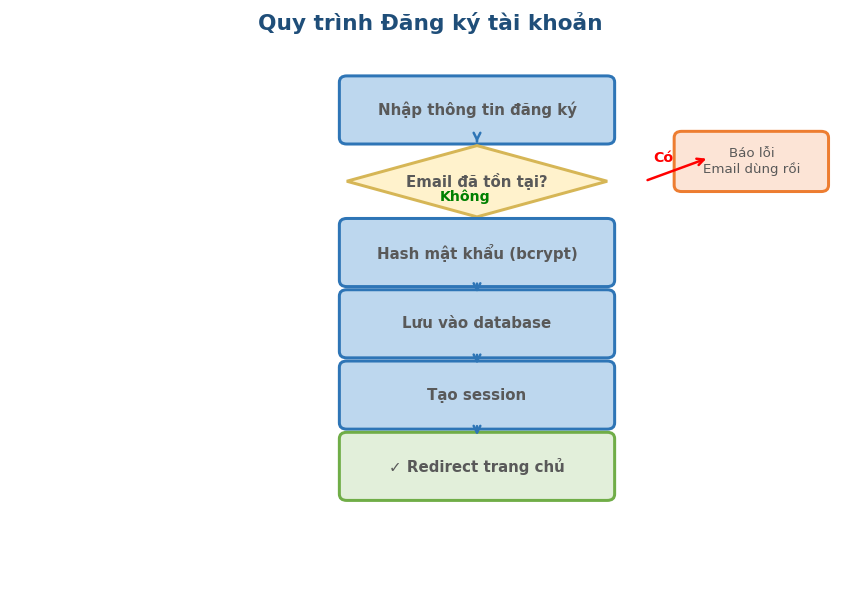 Quy trình Đăng ký tài khoản
Nhập thông tin đăng ký
Email đã tồn tại?
Có
Báo lỗi
Email dùng rồi
Không
Hash mật khẩu (bcrypt)
Lưu vào database
Tạo session
✓ Redirect trang chủ